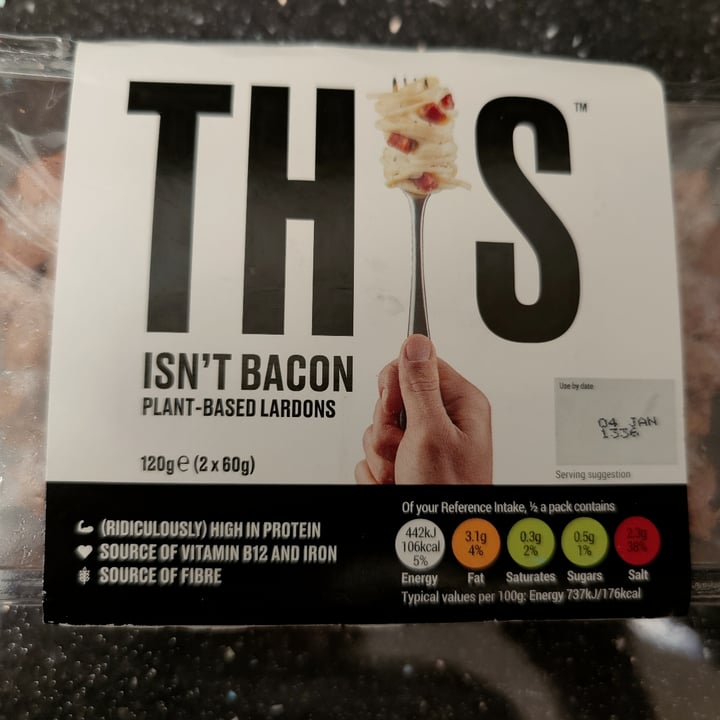 THIS™
ISN'T BACON
PLANT-BASED LARDONS
120g ℮ (2 x 60g)
Use by date
04 JAN
1336
Serving suggestion
(RIDICULOUSLY) HIGH IN PROTEIN
SOURCE OF VITAMIN B12 AND IRON
SOURCE OF FIBRE
Of your Reference Intake, ½ a pack contains
442kJ 106kcal 5% Energy
3.1g 4% Fat
0.3g 2% Saturates
0.5g 1% Sugars
2.3g 38% Salt
Typical values per 100g: Energy 737kJ/176kcal